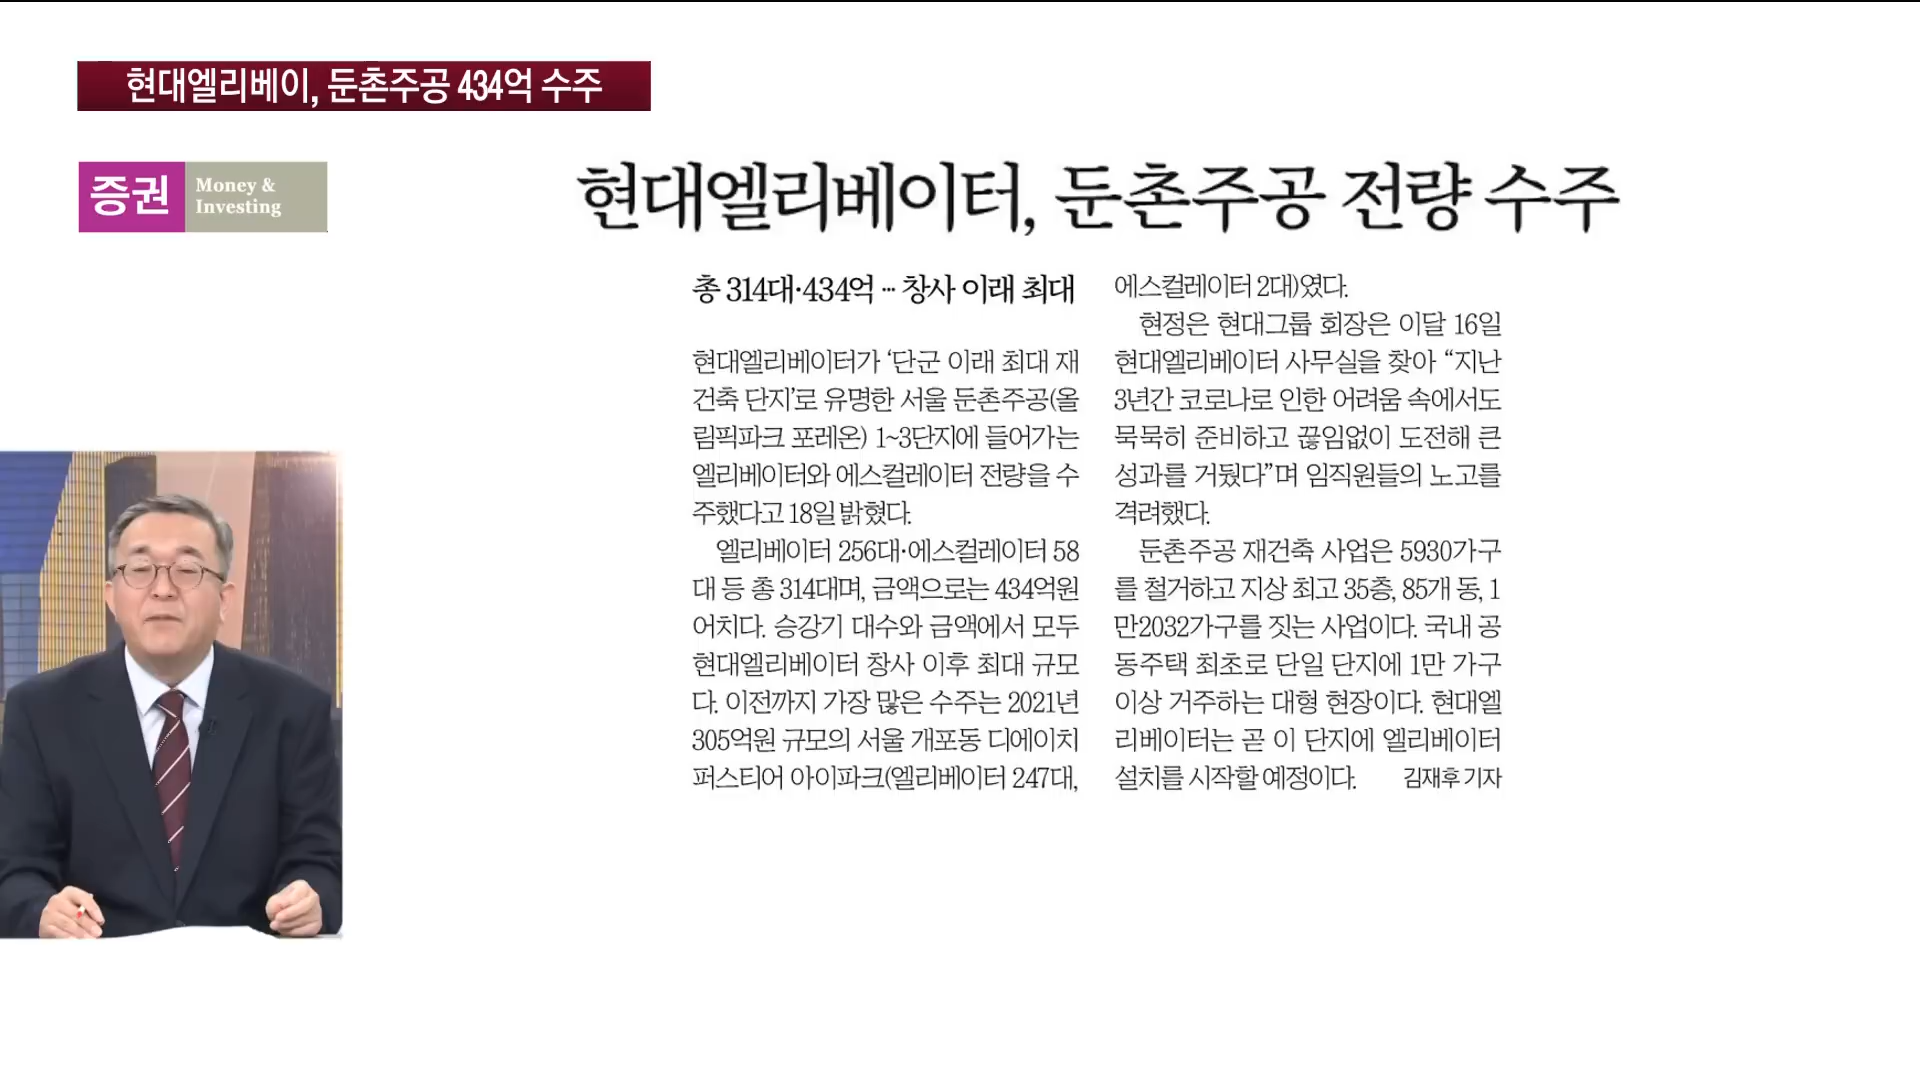 현대엘리베이, 둔촌주공 434억 수주
증권
Money &
Investing
현대엘리베이터, 둔촌주공 전량 수주
총 314대·434억 … 창사 이래 최대
현대엘리베이터가 ‘단군 이래 최대 재
건축 단지’로 유명한 서울 둔촌주공(올
림픽파크 포레온) 1~3단지에 들어가는
엘리베이터와 에스컬레이터 전량을 수
주했다고 18일 밝혔다.
엘리베이터 256대·에스컬레이터 58
대 등 총 314대며, 금액으로는 434억원
어치다. 승강기 대수와 금액에서 모두
현대엘리베이터 창사 이후 최대 규모
다. 이전까지 가장 많은 수주는 2021년
305억원 규모의 서울 개포동 디에이치
퍼스티어 아이파크(엘리베이터 247대,
에스컬레이터 2대)였다.
현정은 현대그룹 회장은 이달 16일
현대엘리베이터 사무실을 찾아 “지난
3년간 코로나로 인한 어려움 속에서도
묵묵히 준비하고 끊임없이 도전해 큰
성과를 거뒀다”며 임직원들의 노고를
격려했다.
둔촌주공 재건축 사업은 5930가구
를 철거하고 지상 최고 35층, 85개 동, 1
만2032가구를 짓는 사업이다. 국내 공
동주택 최초로 단일 단지에 1만 가구
이상 거주하는 대형 현장이다. 현대엘
리베이터는 곧 이 단지에 엘리베이터
설치를 시작할 예정이다. 김재후 기자